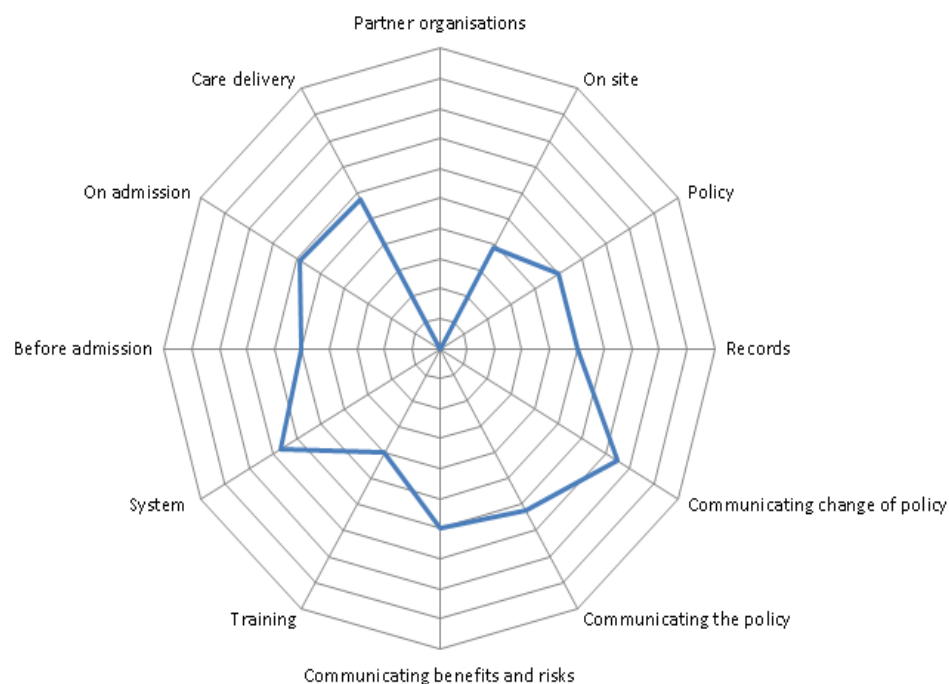 Partner organisations
Care delivery
On site
On admission
Policy
Before admission
Records
System
Communicating change of policy
Training
Communicating the policy
Communicating benefits and risks